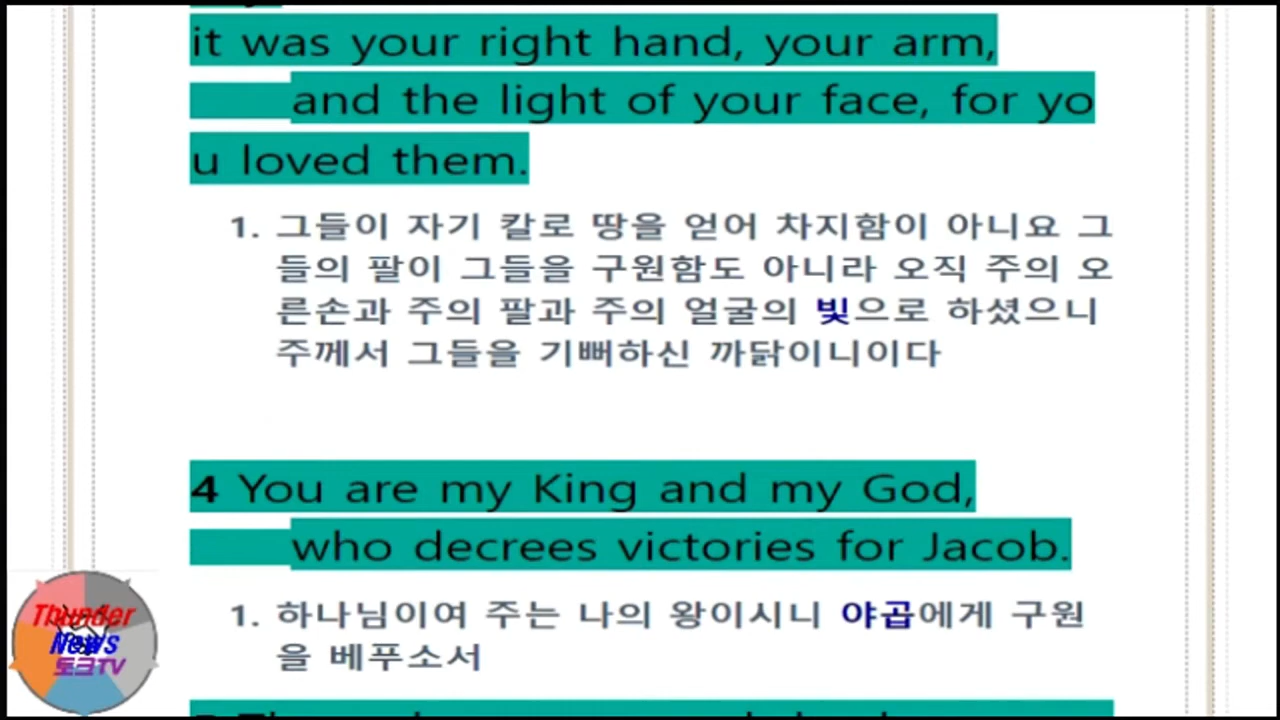 it was your right hand, your arm,
and the light of your face, for yo
u loved them.
1. 그들이 자기 칼로 땅을 얻어 차지함이 아니요 그
들의 팔이 그들을 구원함도 아니라 오직 주의 오
른손과 주의 팔과 주의 얼굴의 빛으로 하셨으니
주께서 그들을 기뻐하신 까닭이니이다
4 You are my King and my God,
who decrees victories for Jacob.
1. 하나님이여 주는 나의 왕이시니 야곱에게 구원
을 베푸소서
Thunder
News
토크TV